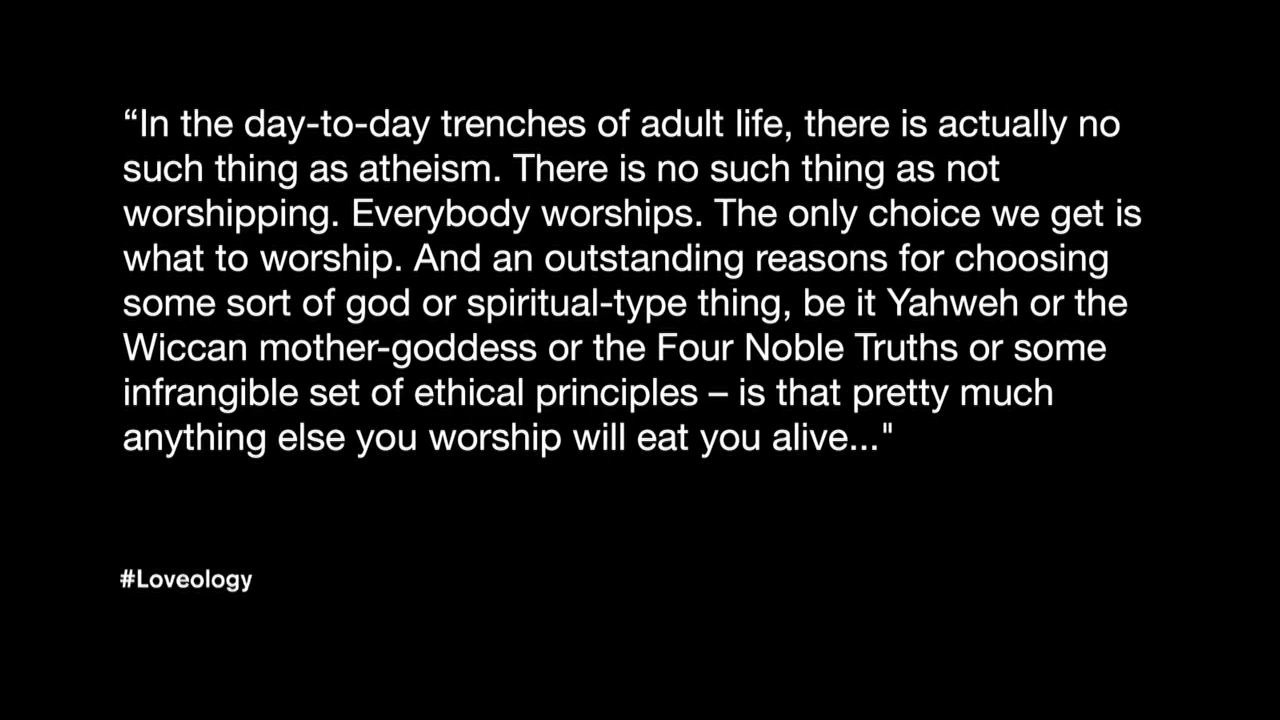 “In the day-to-day trenches of adult life, there is actually no
such thing as atheism. There is no such thing as not
worshipping. Everybody worships. The only choice we get is
what to worship. And an outstanding reasons for choosing
some sort of god or spiritual-type thing, be it Yahweh or the
Wiccan mother-goddess or the Four Noble Truths or some
infrangible set of ethical principles – is that pretty much
anything else you worship will eat you alive..."
#Loveology